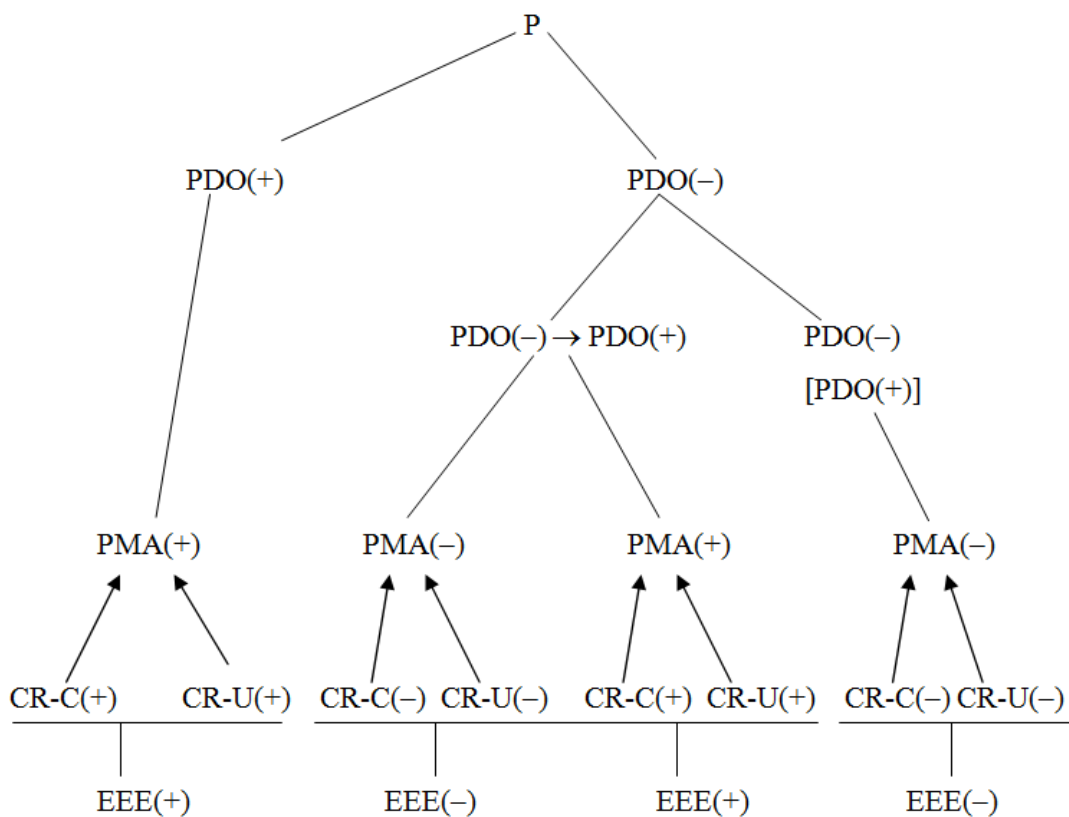 P
PDO(+) PDO(–)
PDO(–) → PDO(+) PDO(–)
[PDO(+)]
PMA(+) PMA(–) PMA(+) PMA(–)
CR-C(+) CR-U(+) CR-C(–) CR-U(–) CR-C(+) CR-U(+) CR-C(–) CR-U(–)
EEE(+) EEE(–) EEE(+) EEE(–)